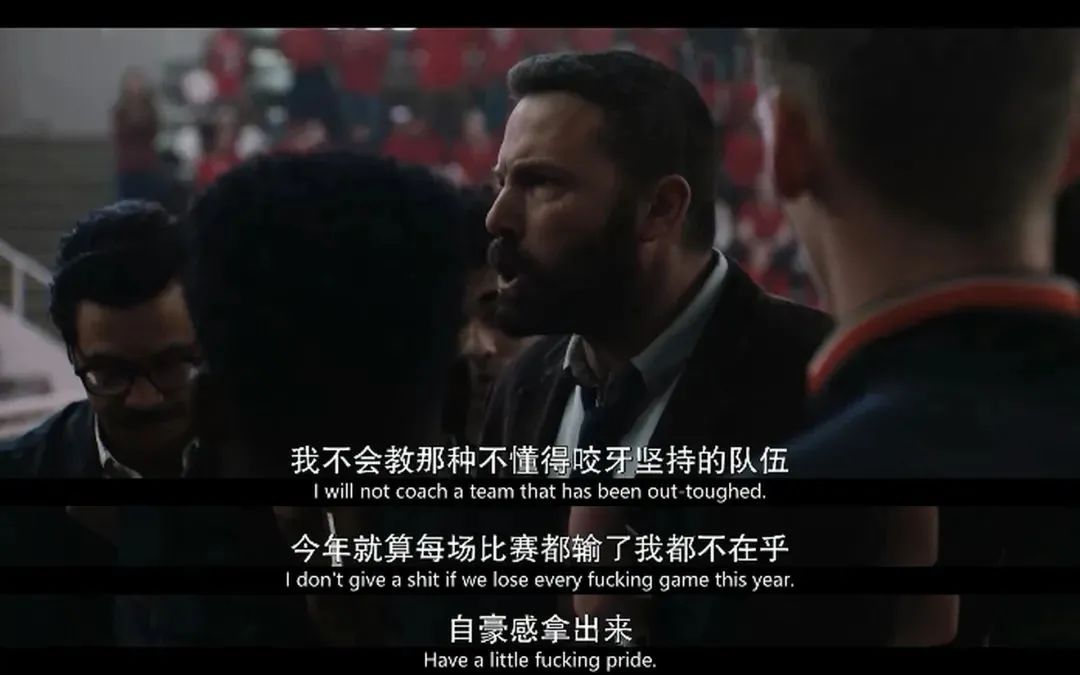 我不会教那种不懂得咬牙坚持的队伍
I will not coach a team that has been out-toughed.
今年就算每场比赛都输了我都不在乎
I don't give a shit if we lose every fucking game this year.
自豪感拿出来
Have a little fucking pride.